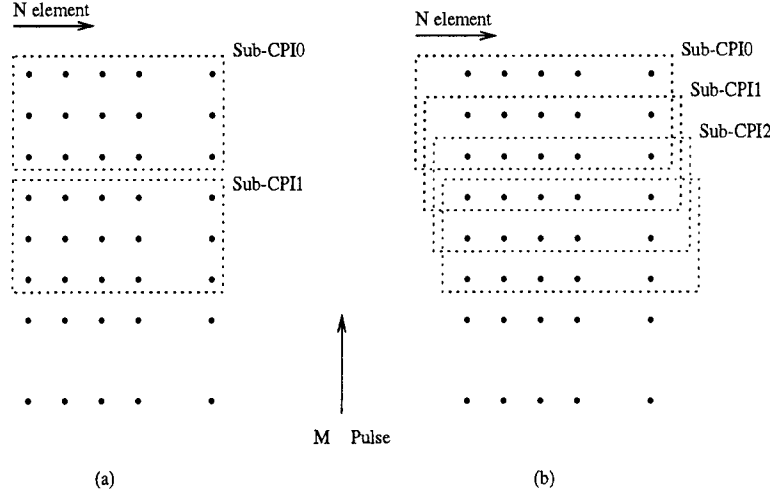 N element
Sub-CPI0
Sub-CPI1
M Pulse
(a)
N element
Sub-CPI0
Sub-CPI1
Sub-CPI2
(b)